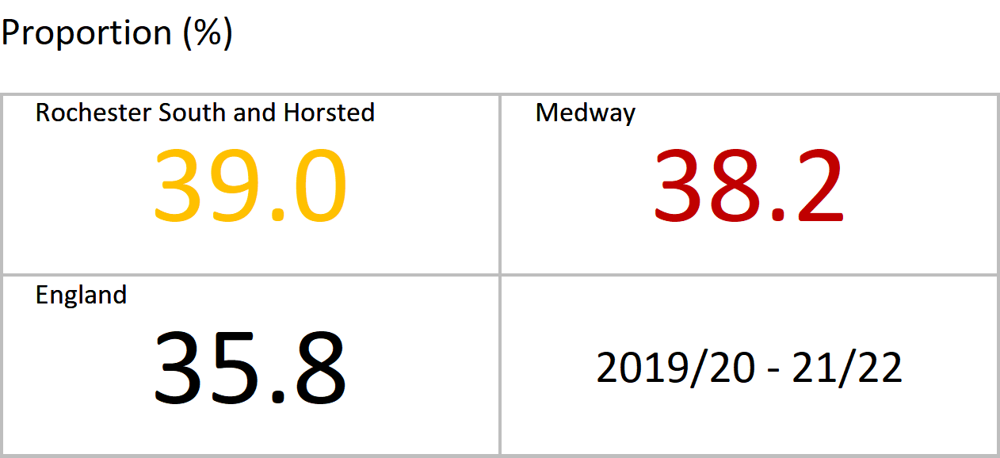 Proportion (%)
Rochester South and Horsted
39.0
Medway
38.2
England
35.8
2019/20 - 21/22